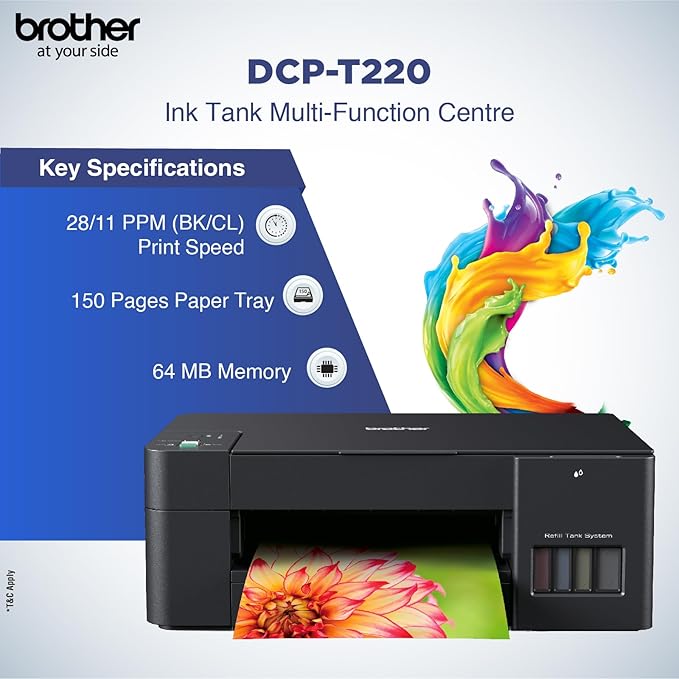 brother
at your side
DCP-T220
Ink Tank Multi-Function Centre
Key Specifications
28/11 PPM (BK/CL)
Print Speed
150
150 Pages Paper Tray
64 MB Memory
brother
Refill Tank System
*T&C Apply